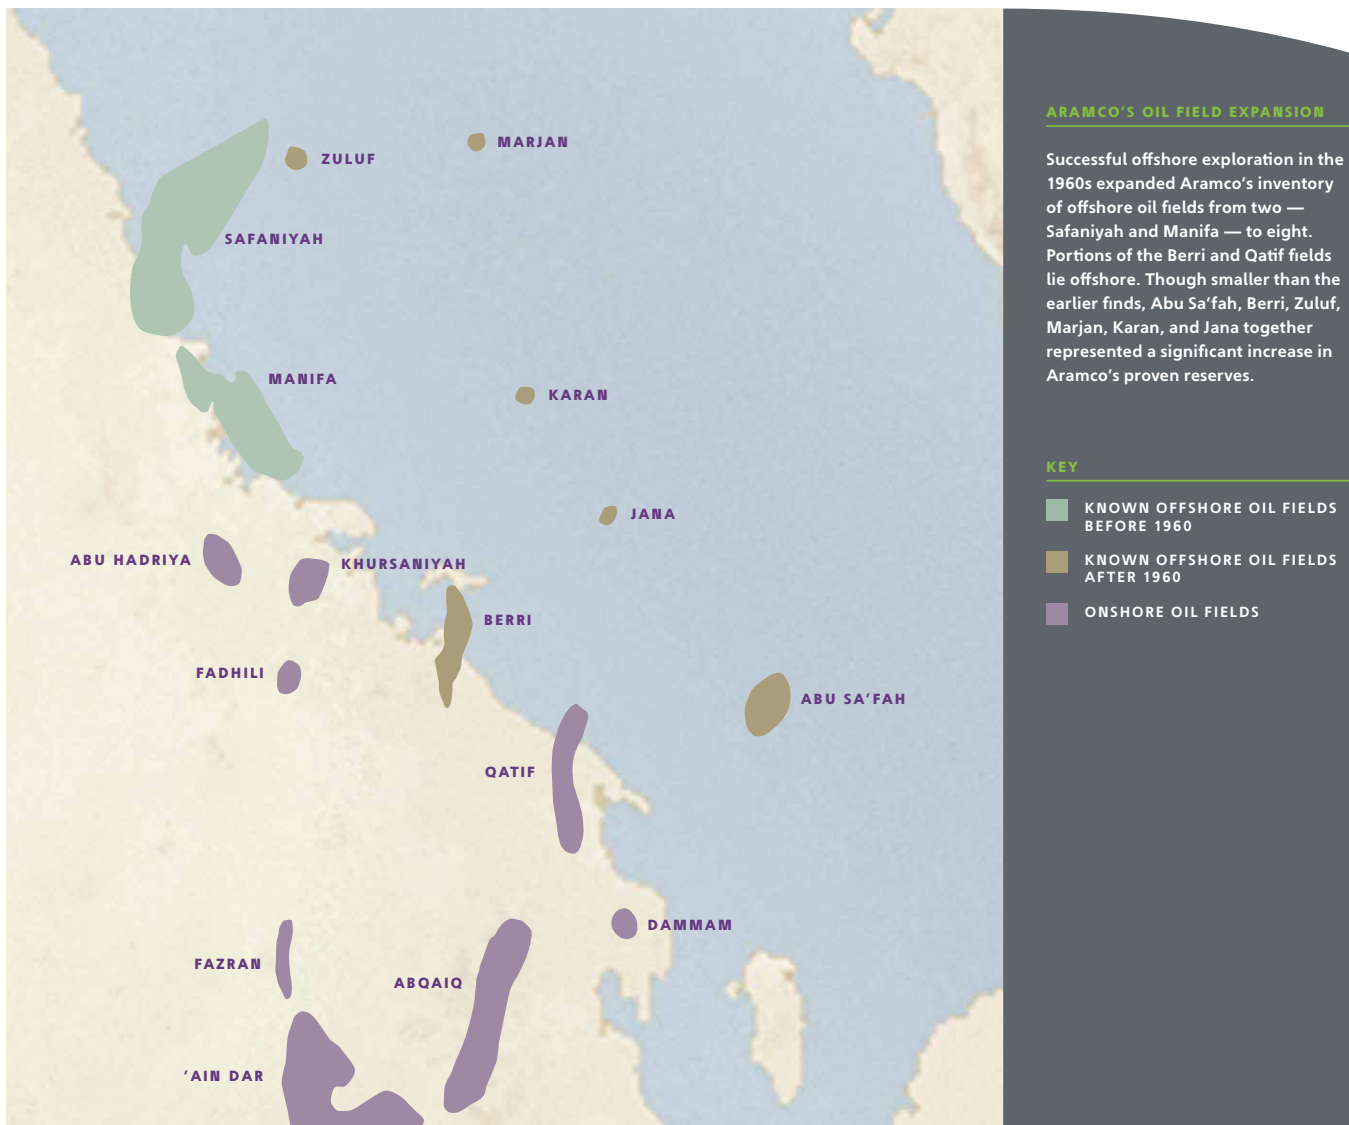 ARAMCO’S OIL FIELD EXPANSION
Successful offshore exploration in the
1960s expanded Aramco’s inventory
of offshore oil fields from two —
Safaniyah and Manifa — to eight.
Portions of the Berri and Qatif fields
lie offshore. Though smaller than the
earlier finds, Abu Sa’fah, Berri, Zuluf,
Marjan, Karan, and Jana together
represented a significant increase in
Aramco’s proven reserves.
KEY
KNOWN OFFSHORE OIL FIELDS
BEFORE 1960
KNOWN OFFSHORE OIL FIELDS
AFTER 1960
ONSHORE OIL FIELDS
MARJAN
ZULUF
SAFANIYAH
MANIFA
KARAN
JANA
ABU HADRIYA
KHURSANIYAH
BERRI
FADHILI
ABU SA’FAH
QATIF
DAMMAM
FAZRAN
ABQAIQ
’AIN DAR